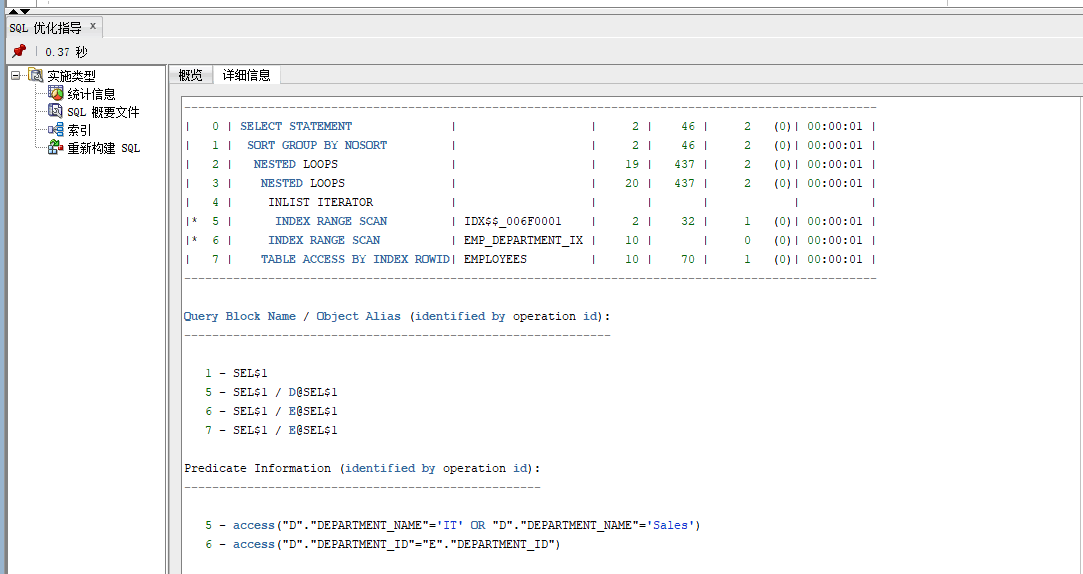 SQL 优化指导 x
0.37 秒
实施类型
统计信息
SQL 概要文件
索引
重新构建 SQL
概览 详细信息
---------------------------------------------------------------------------------------------------
| 0 | SELECT STATEMENT | | 2 | 46 | 2 (0)| 00:00:01 |
| 1 | SORT GROUP BY NOSORT | | 2 | 46 | 2 (0)| 00:00:01 |
| 2 | NESTED LOOPS | | 19 | 437 | 2 (0)| 00:00:01 |
| 3 | NESTED LOOPS | | 20 | 437 | 2 (0)| 00:00:01 |
| 4 | INLIST ITERATOR | | | | | |
|* 5 | INDEX RANGE SCAN | IDX$$_006F0001 | 2 | 32 | 1 (0)| 00:00:01 |
|* 6 | INDEX RANGE SCAN | EMP_DEPARTMENT_IX | 10 | | 0 (0)| 00:00:01 |
| 7 | TABLE ACCESS BY INDEX ROWID| EMPLOYEES | 10 | 70 | 1 (0)| 00:00:01 |
---------------------------------------------------------------------------------------------------
Query Block Name / Object Alias (identified by operation id):
-------------------------------------------------------------
1 - SEL$1
5 - SEL$1 / D@SEL$1
6 - SEL$1 / E@SEL$1
7 - SEL$1 / E@SEL$1
Predicate Information (identified by operation id):
---------------------------------------------------
5 - access("D"."DEPARTMENT_NAME"='IT' OR "D"."DEPARTMENT_NAME"='Sales')
6 - access("D"."DEPARTMENT_ID"="E"."DEPARTMENT_ID")